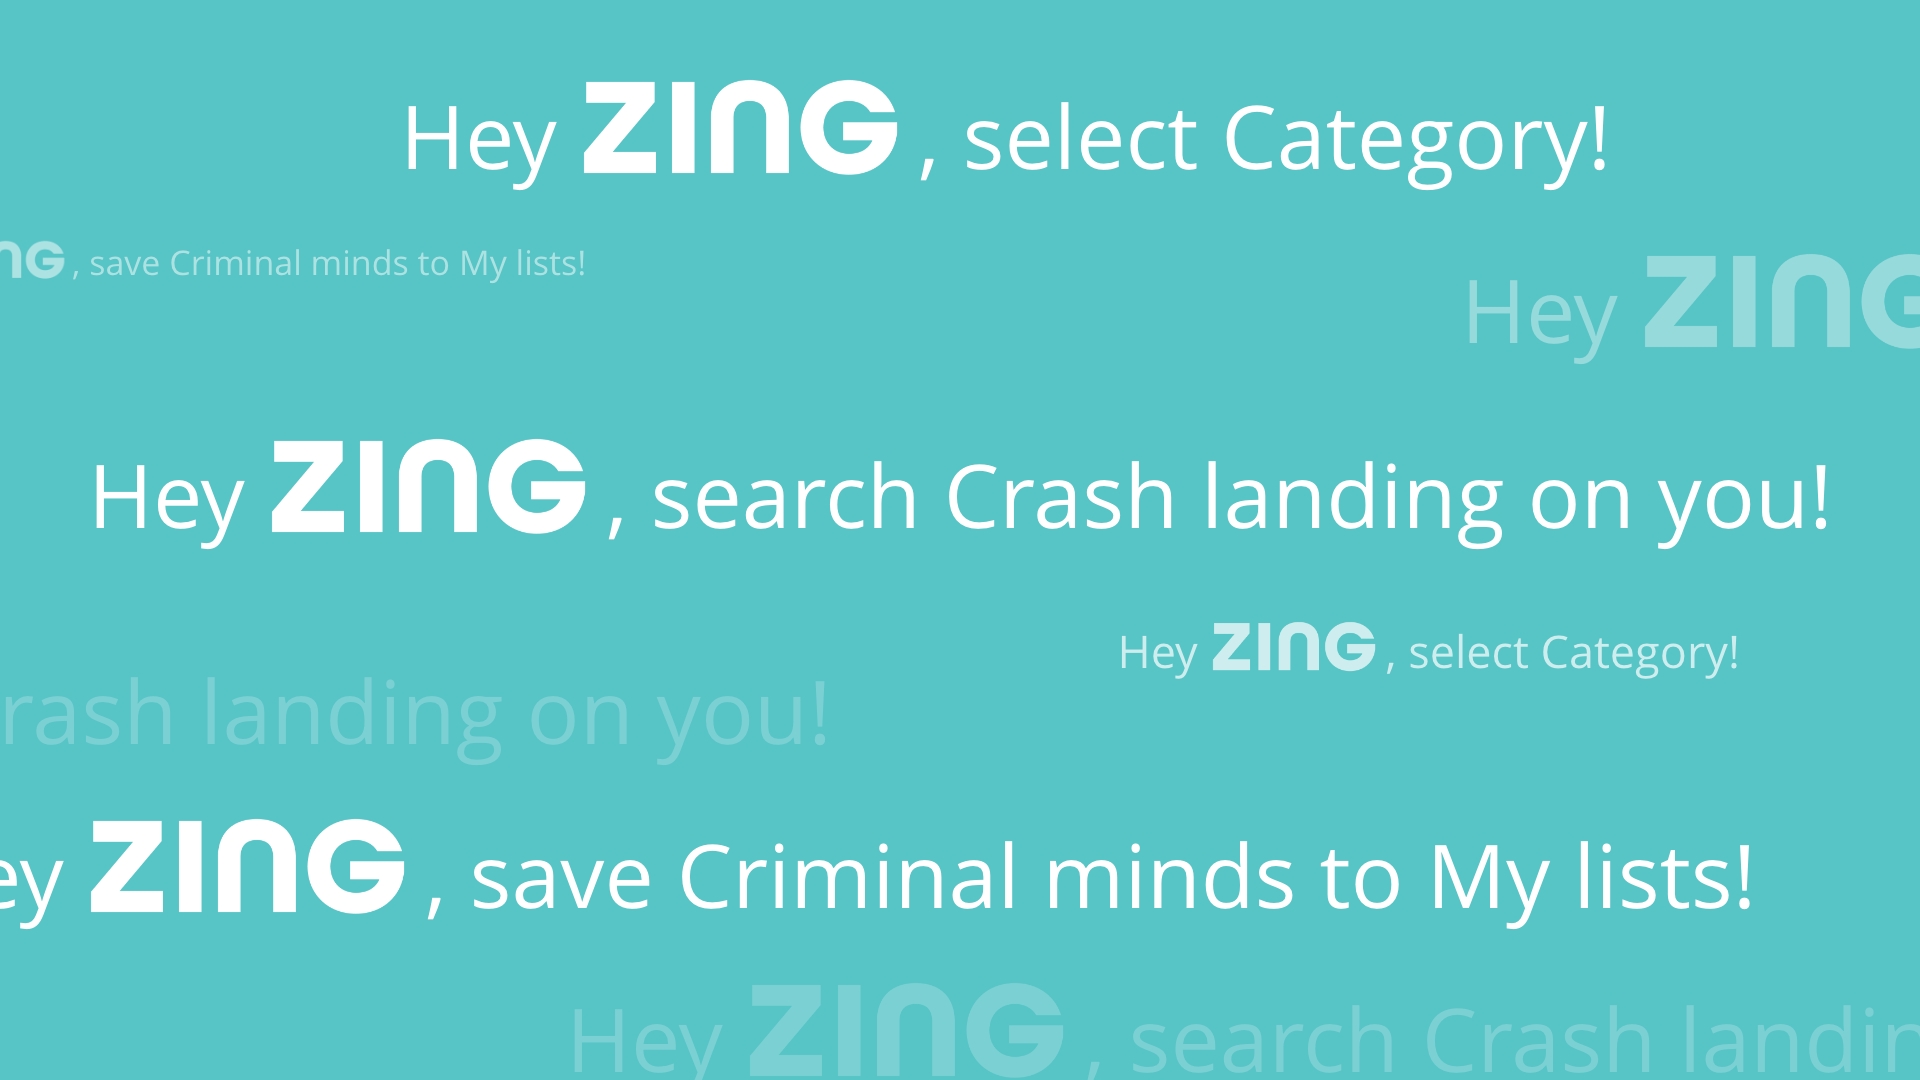 Hey ZING, select Category!
NG, save Criminal minds to My lists!
Hey ZING
Hey ZING, search Crash landing on you!
Hey ZING, select Category!
rash landing on you!
ey ZING, save Criminal minds to My lists!
Hey ZING, search Crash landin